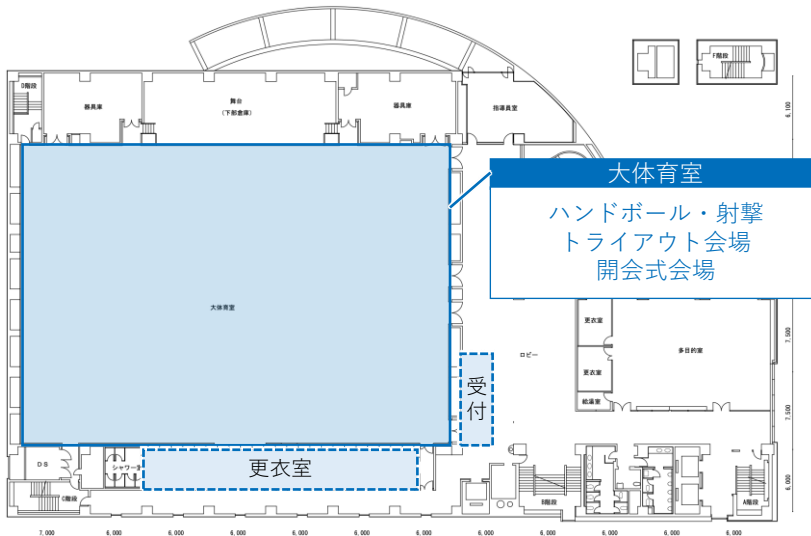 D階段
器具庫
舞台
(下部倉庫)
器具庫
指導員室
F階段
6,100
大体育室
ハンドボール・射撃
トライアウト会場
開会式会場
大体育室
ロビー
更衣室
更衣室
給湯室
多目的室
7,500
7,500
受付
DS
シャワー室
更衣室
C階段
B階段
A階段
6,000
7,000
6,000
6,000
6,000
6,000
6,000
6,000
6,000
6,000
6,000
6,000
6,000